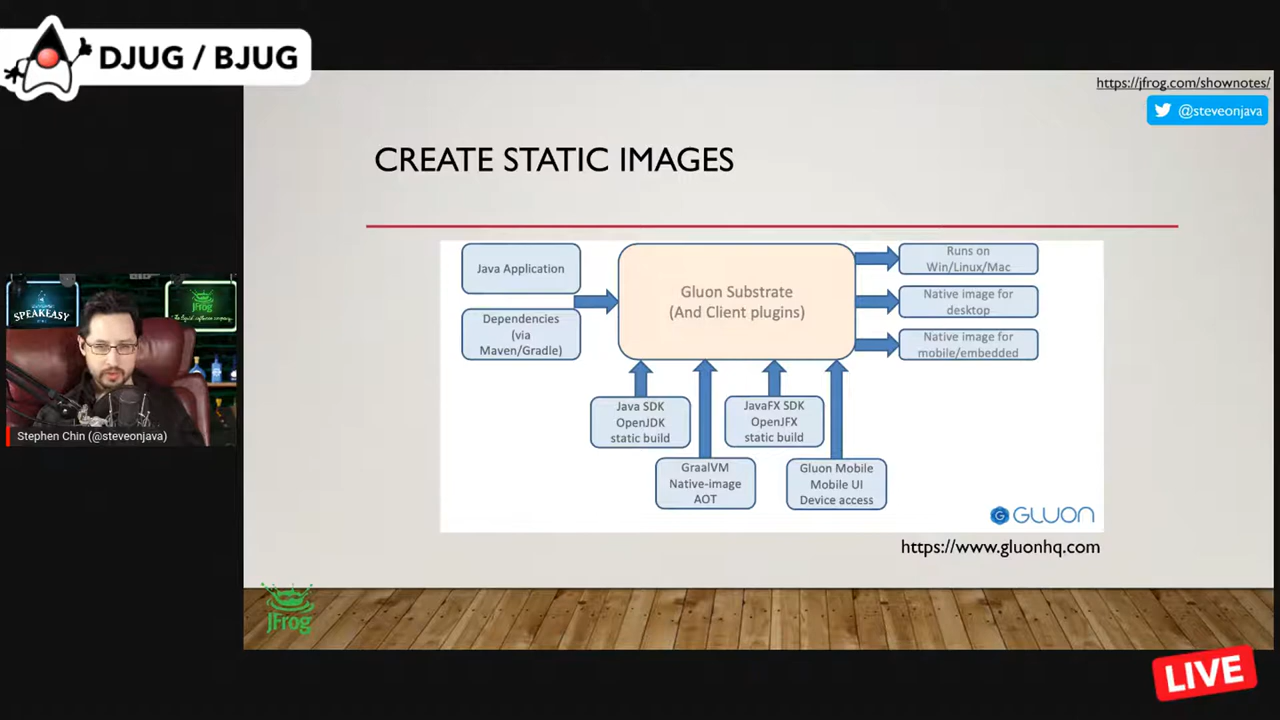 DJUG / BJUG
https://jfrog.com/shownotes/
@steveonjava
CREATE STATIC IMAGES
Java Application
Dependencies
(via
Maven/Gradle)
Gluon Substrate
(And Client plugins)
Runs on
Win/Linux/Mac
Native image for
desktop
Native image for
mobile/embedded
Java SDK
OpenJDK
static build
JavaFX SDK
OpenJFX
static build
GraalVM
Native-image
AOT
Gluon Mobile
Mobile UI
Device access
GLUON
https://www.gluonhq.com
SPEAKEASY
JFrog
Stephen Chin (@steveonjava)
JFrog
LIVE